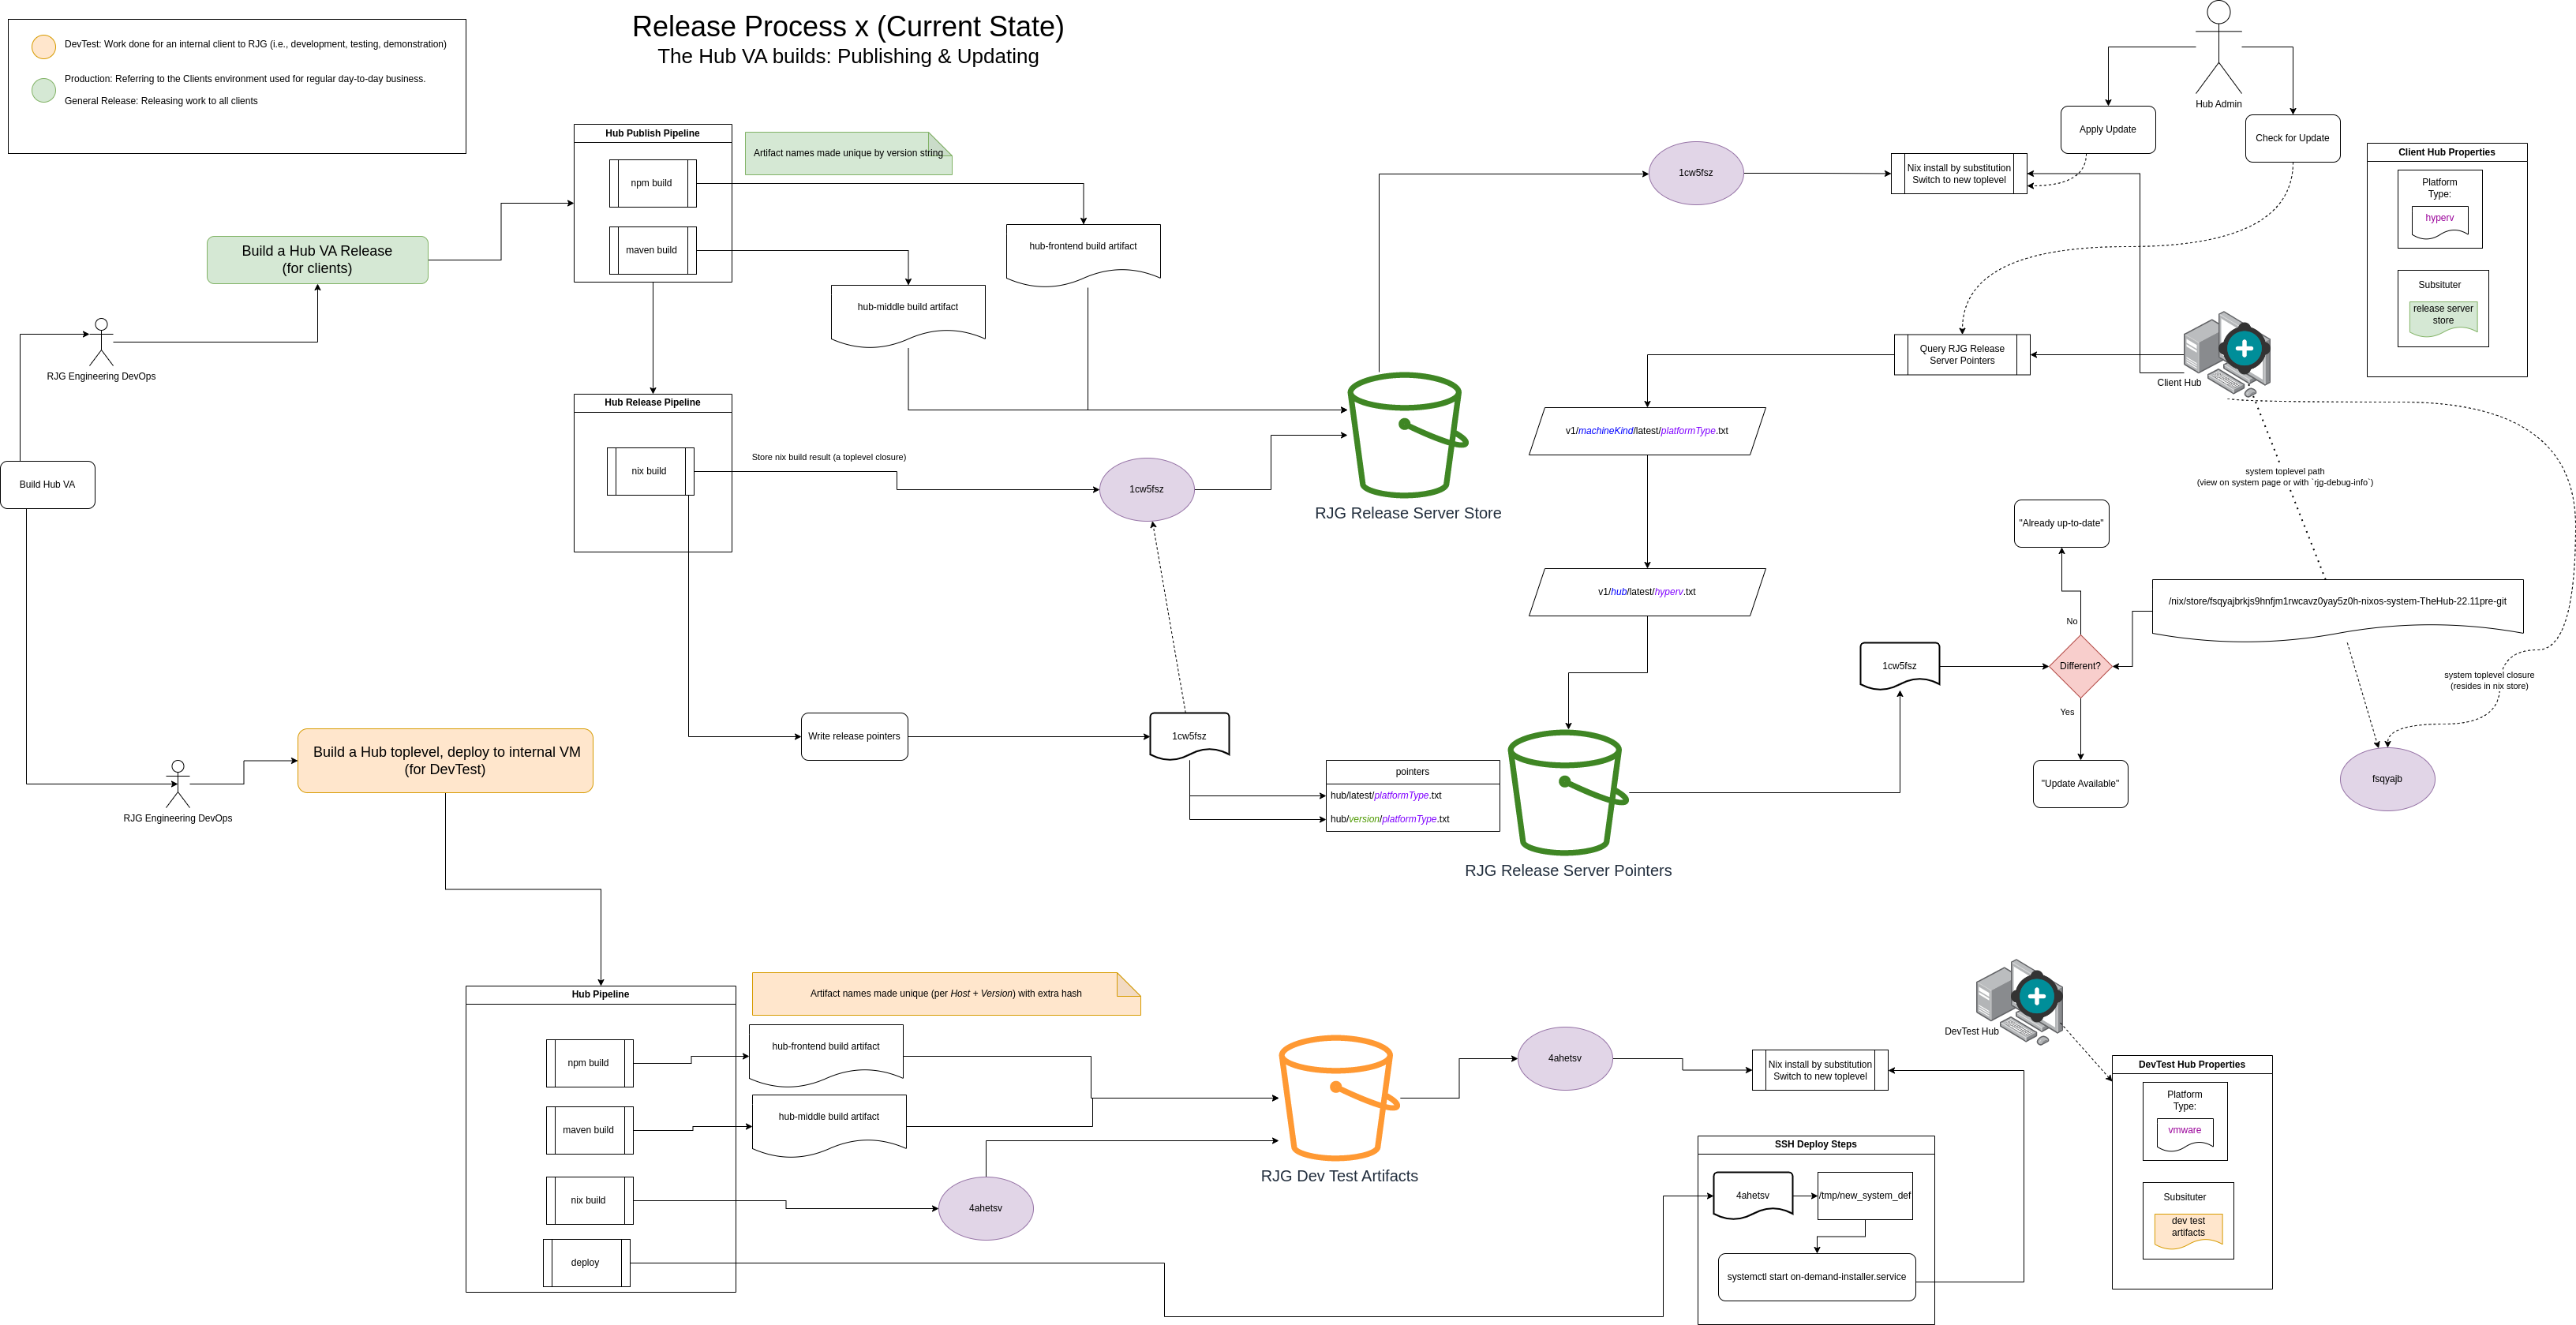 Release Process x (Current State)
The Hub VA builds: Publishing & Updating
DevTest: Work done for an internal client to RJG (i.e., development, testing, demonstration)
Production: Referring to the Clients environment used for regular day-to-day business.
General Release: Releasing work to all clients
Hub Admin
Apply Update
Check for Update
Hub Publish Pipeline
npm build
maven build
Artifact names made unique by version string
hub-frontend build artifact
hub-middle build artifact
Build a Hub VA Release
(for clients)
RJG Engineering DevOps
Build Hub VA
Hub Release Pipeline
nix build
Store nix build result (a toplevel closure)
1cw5fsz
RJG Release Server Store
1cw5fsz
Nix install by substitution
Switch to new toplevel
Client Hub Properties
Platform
Type:
hyperv
Subsituter
release server
store
Query RJG Release
Server Pointers
Client Hub
v1/machineKind/latest/platformType.txt
v1/hub/latest/hyperv.txt
system toplevel path
(view on system page or with `rjg-debug-info`)
"Already up-to-date"
/nix/store/fsqyajbrkjs9hnfjm1rwcavz0yay5z0h-nixos-system-TheHub-22.11pre-git
No
1cw5fsz
Different?
Yes
system toplevel closure
(resides in nix store)
"Update Available"
fsqyajb
Write release pointers
1cw5fsz
pointers
hub/latest/platformType.txt
hub/version/platformType.txt
RJG Release Server Pointers
Build a Hub toplevel, deploy to internal VM
(for DevTest)
RJG Engineering DevOps
Hub Pipeline
npm build
maven build
nix build
deploy
Artifact names made unique (per Host + Version) with extra hash
hub-frontend build artifact
hub-middle build artifact
4ahetsv
RJG Dev Test Artifacts
4ahetsv
Nix install by substitution
Switch to new toplevel
DevTest Hub
SSH Deploy Steps
4ahetsv
/tmp/new_system_def
systemctl start on-demand-installer.service
DevTest Hub Properties
Platform
Type:
vmware
Subsituter
dev test
artifacts